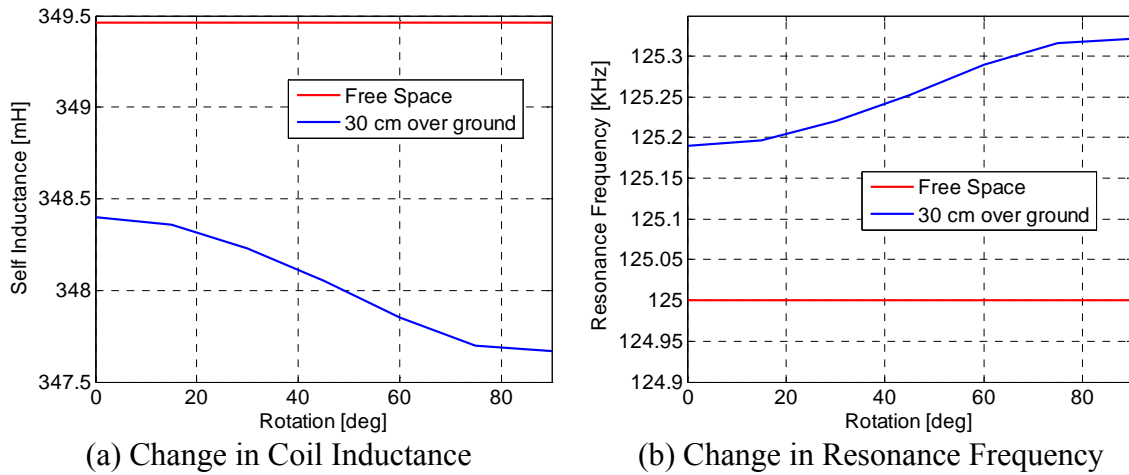 349.5
349
348.5
348
347.5
Self Inductance [mH]
Free Space
30 cm over ground
0 20 40 60 80
Rotation [deg]
(a) Change in Coil Inductance
125.3
125.25
125.2
125.15
125.1
125.05
125
124.95
124.9
Resonance Frequency [KHz]
Free Space
30 cm over ground
0 20 40 60 80
Rotation [deg]
(b) Change in Resonance Frequency